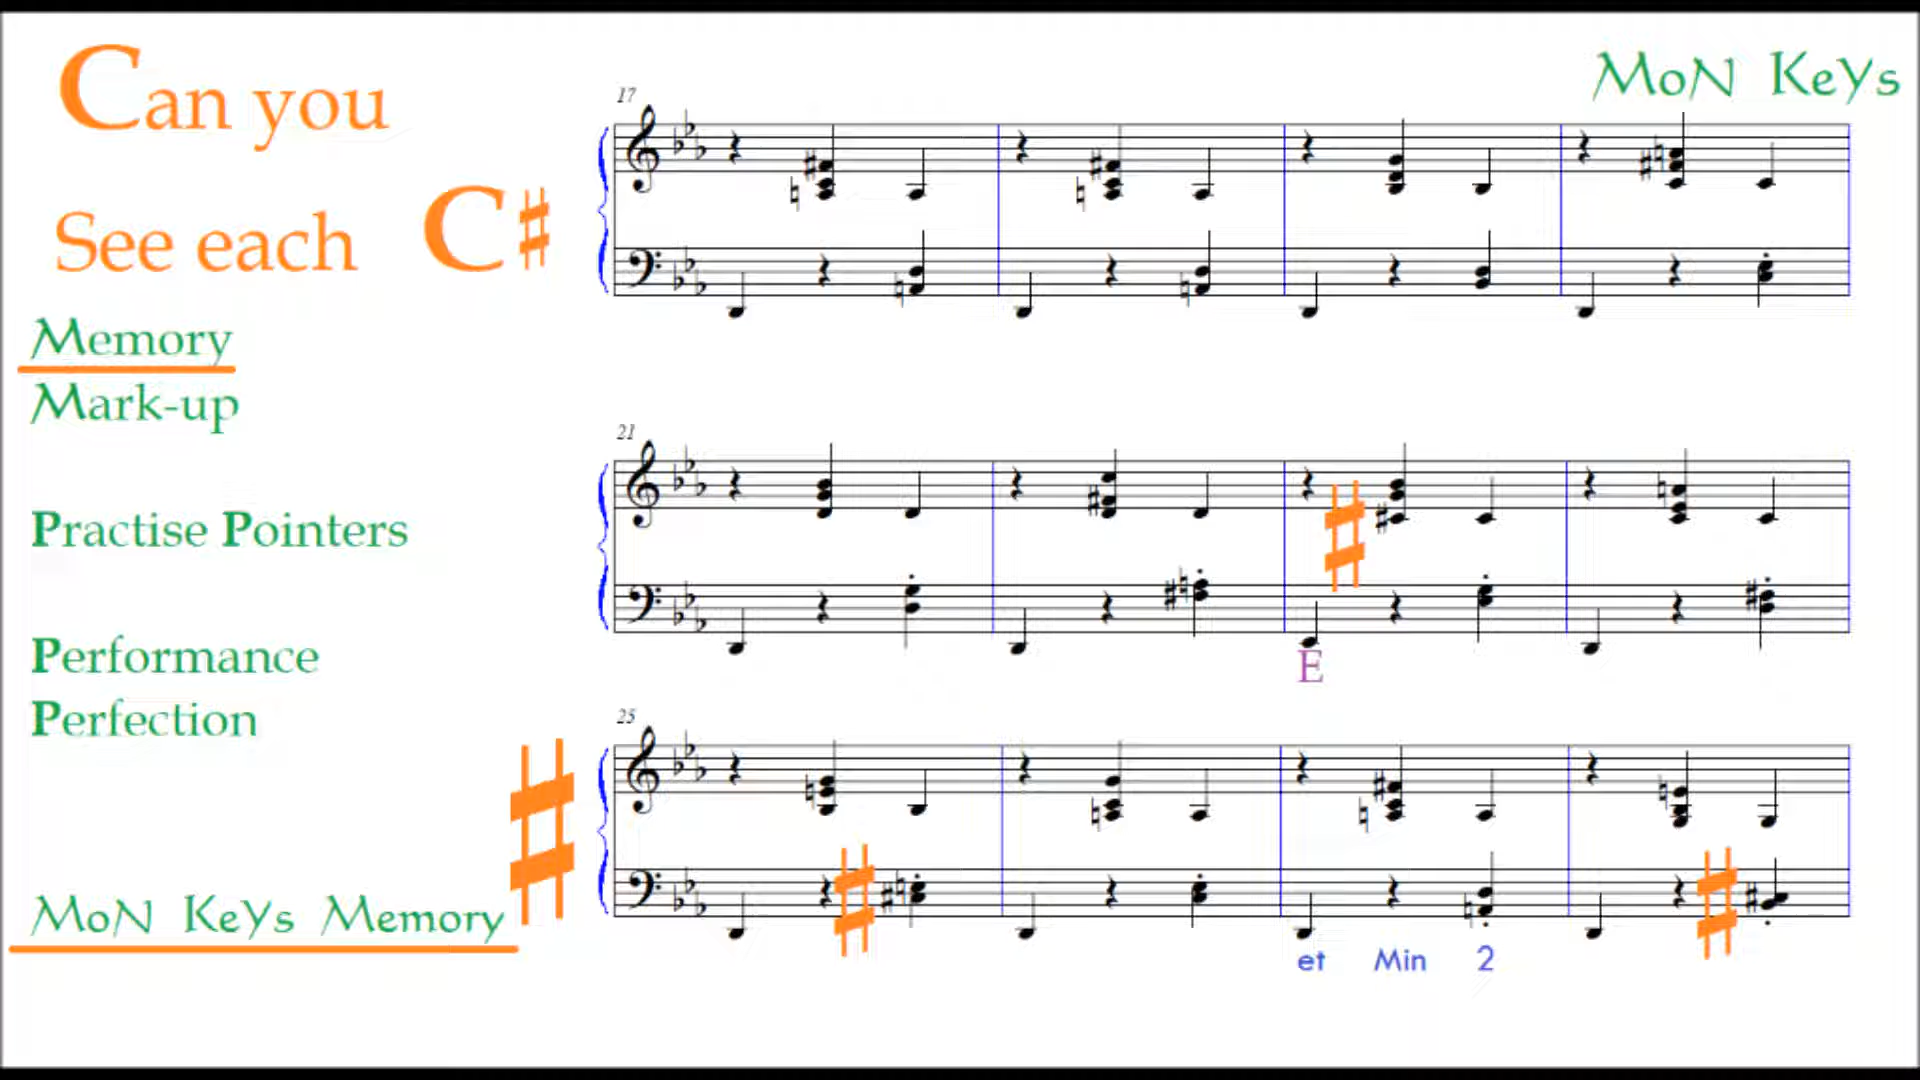 Can you
MoN KeYs
17
See each C♯
Memory
Mark-up
21
Practise Pointers
E
Performance
Perfection
25
MoN KeYs Memory
et Min 2